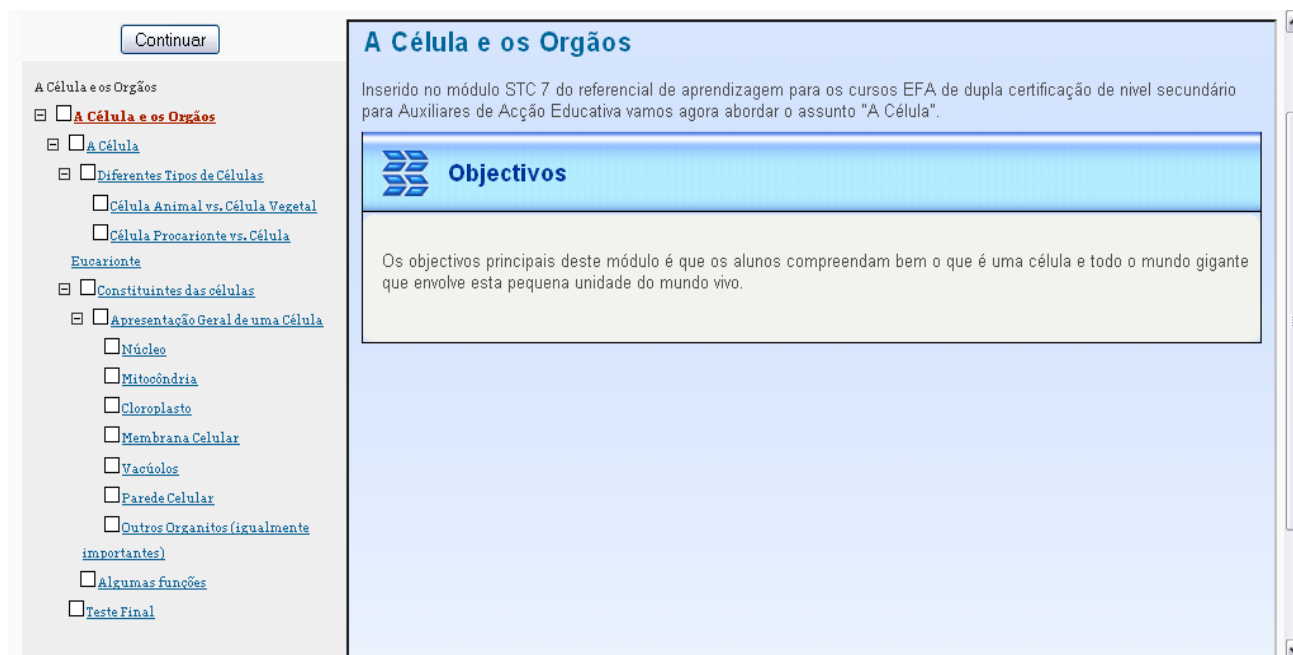 Continuar
A Célula e os Orgãos
A Célula e os Orgãos
A Célula
Diferentes Tipos de Células
Célula Animal vs. Célula Vegetal
Célula Procarionte vs. Célula
Eucarionte
Constituintes das células
Apresentação Geral de uma Célula
Núcleo
Mitocôndria
Cloroplasto
Membrana Celular
Vacúolos
Parede Celular
Outros Organitos (igualmente
importantes)
Algumas funções
Teste Final
A Célula e os Orgãos
Inserido no módulo STC 7 do referencial de aprendizagem para os cursos EFA de dupla certificação de nivel secundário
para Auxiliares de Acção Educativa vamos agora abordar o assunto "A Célula".
Objectivos
Os objectivos principais deste módulo é que os alunos compreendam bem o que é uma célula e todo o mundo gigante
que envolve esta pequena unidade do mundo vivo.